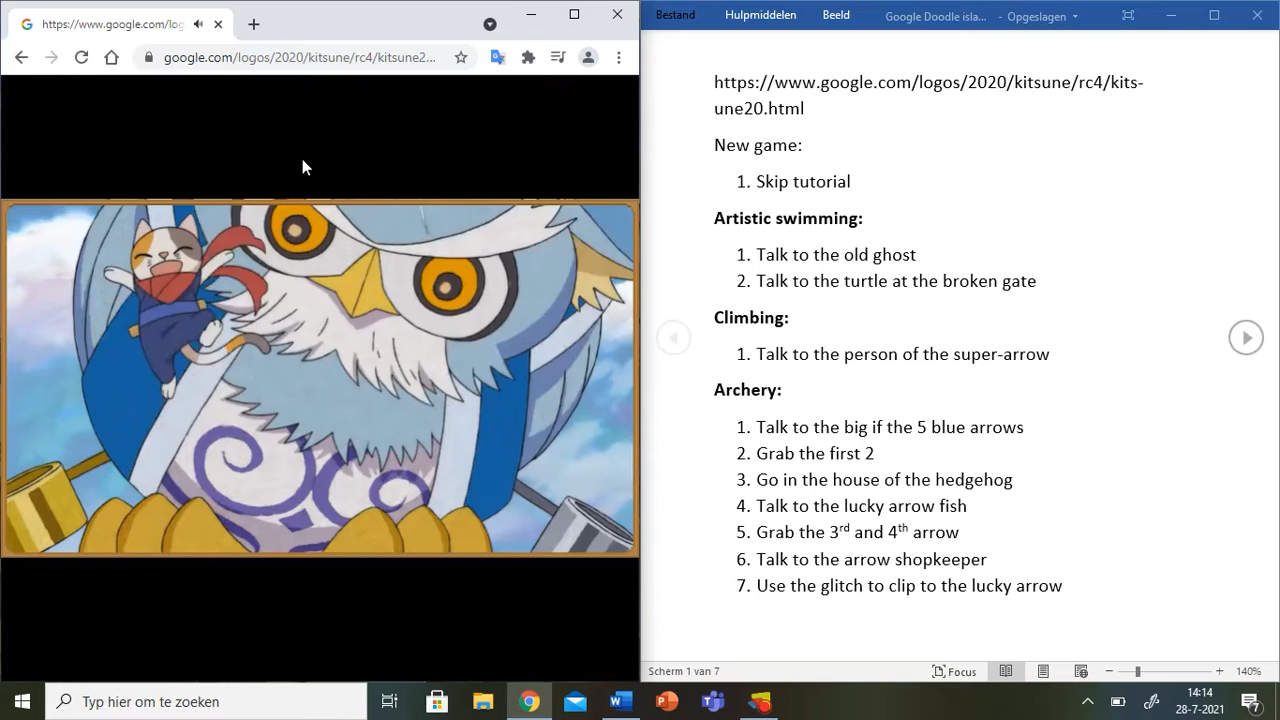 https://www.google.com/log
google.com/logos/2020/kitsune/rc4/kitsune2...
Bestand Hulpmiddelen Beeld Google Doodle isla... - Opgeslagen
https://www.google.com/logos/2020/kitsune/rc4/kits-
une20.html
New game:
1. Skip tutorial
Artistic swimming:
1. Talk to the old ghost
2. Talk to the turtle at the broken gate
Climbing:
1. Talk to the person of the super-arrow
Archery:
1. Talk to the big if the 5 blue arrows
2. Grab the first 2
3. Go in the house of the hedgehog
4. Talk to the lucky arrow fish
5. Grab the 3rd and 4th arrow
6. Talk to the arrow shopkeeper
7. Use the glitch to clip to the lucky arrow
Scherm 1 van 7 Focus 140%
Typ hier om te zoeken
14:14
28-7-2021
7